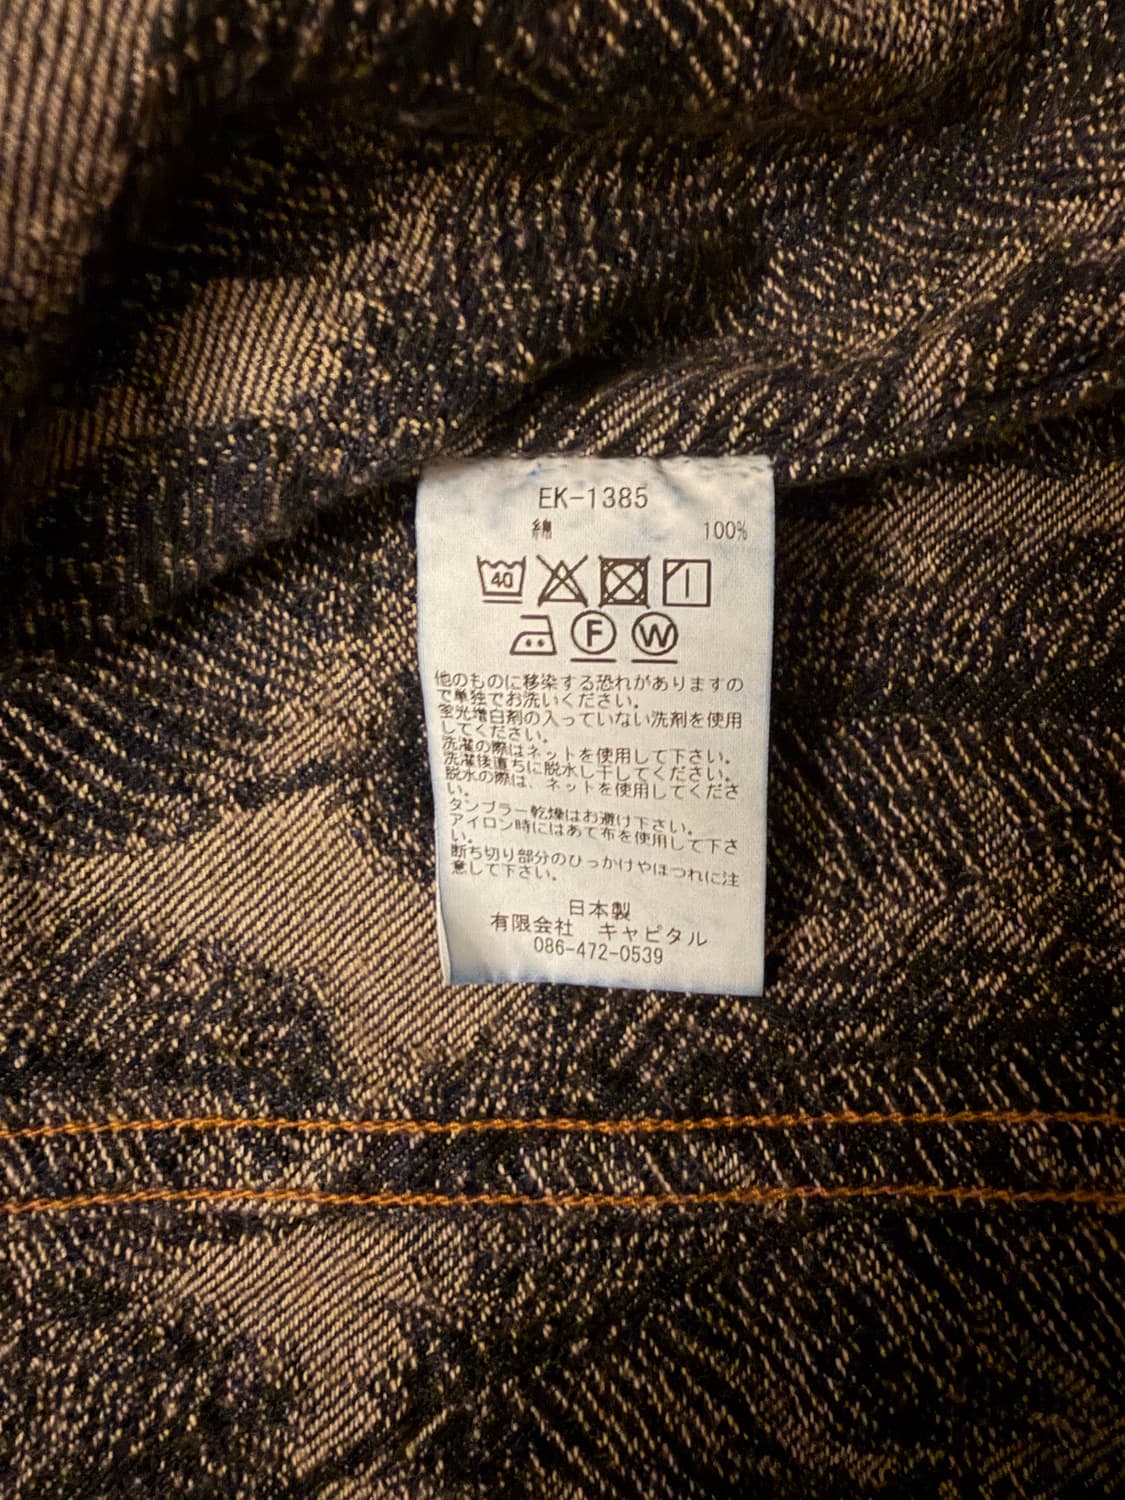 EK-1385
綿 100%
40
F W
他のものに移染する恐れがありますの
で単独でお洗いください。
蛍光増白剤の入っていない洗剤を使用
してください。
洗濯の際はネットを使用して下さい。
洗濯後直ちに脱水し干してください。
脱水の際は、ネットを使用してくださ
い。
タンブラー乾燥はお避け下さい。
アイロン時にはあて布を使用して下さ
い。
断ち切り部分のひっかけやほつれに注
意して下さい。
日本製
有限会社 キャピタル
086-472-0539